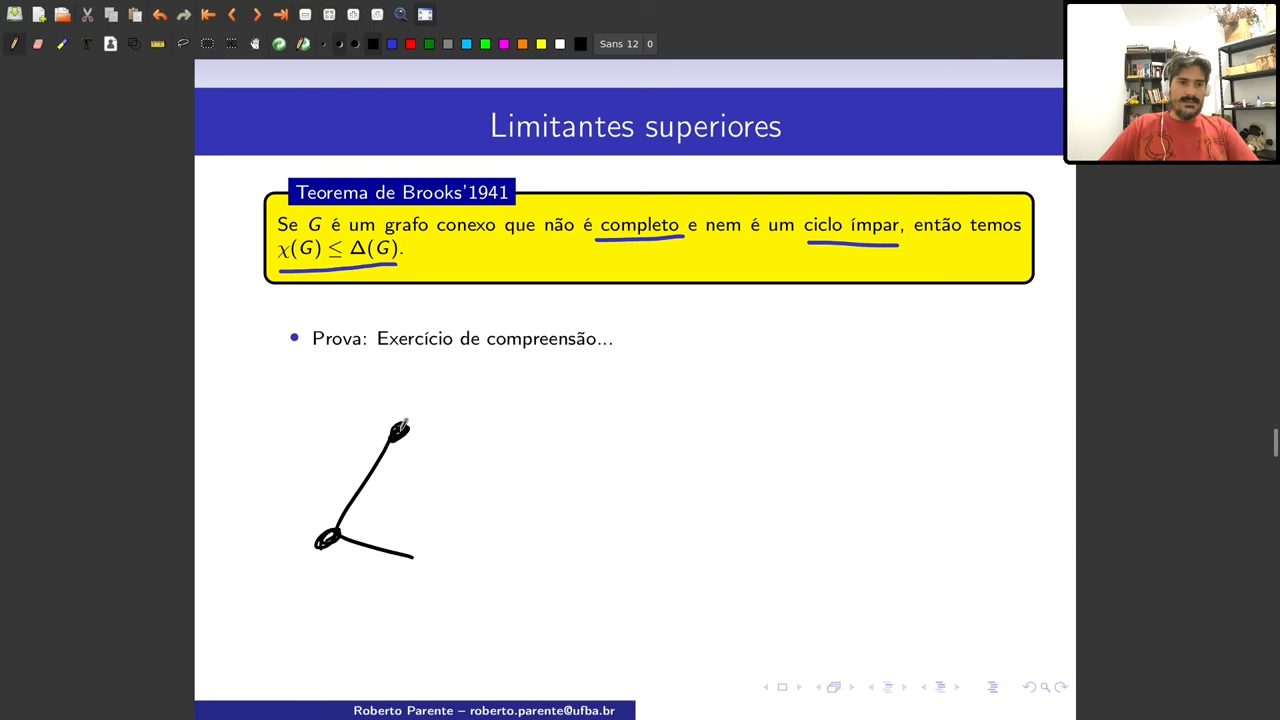 Sans 12 0
Limitantes superiores
Teorema de Brooks'1941
Se G é um grafo conexo que não é completo e nem é um ciclo ímpar, então temos
χ(G) ≤ Δ(G).
• Prova: Exercício de compreensão...
Roberto Parente – roberto.parente@ufba.br